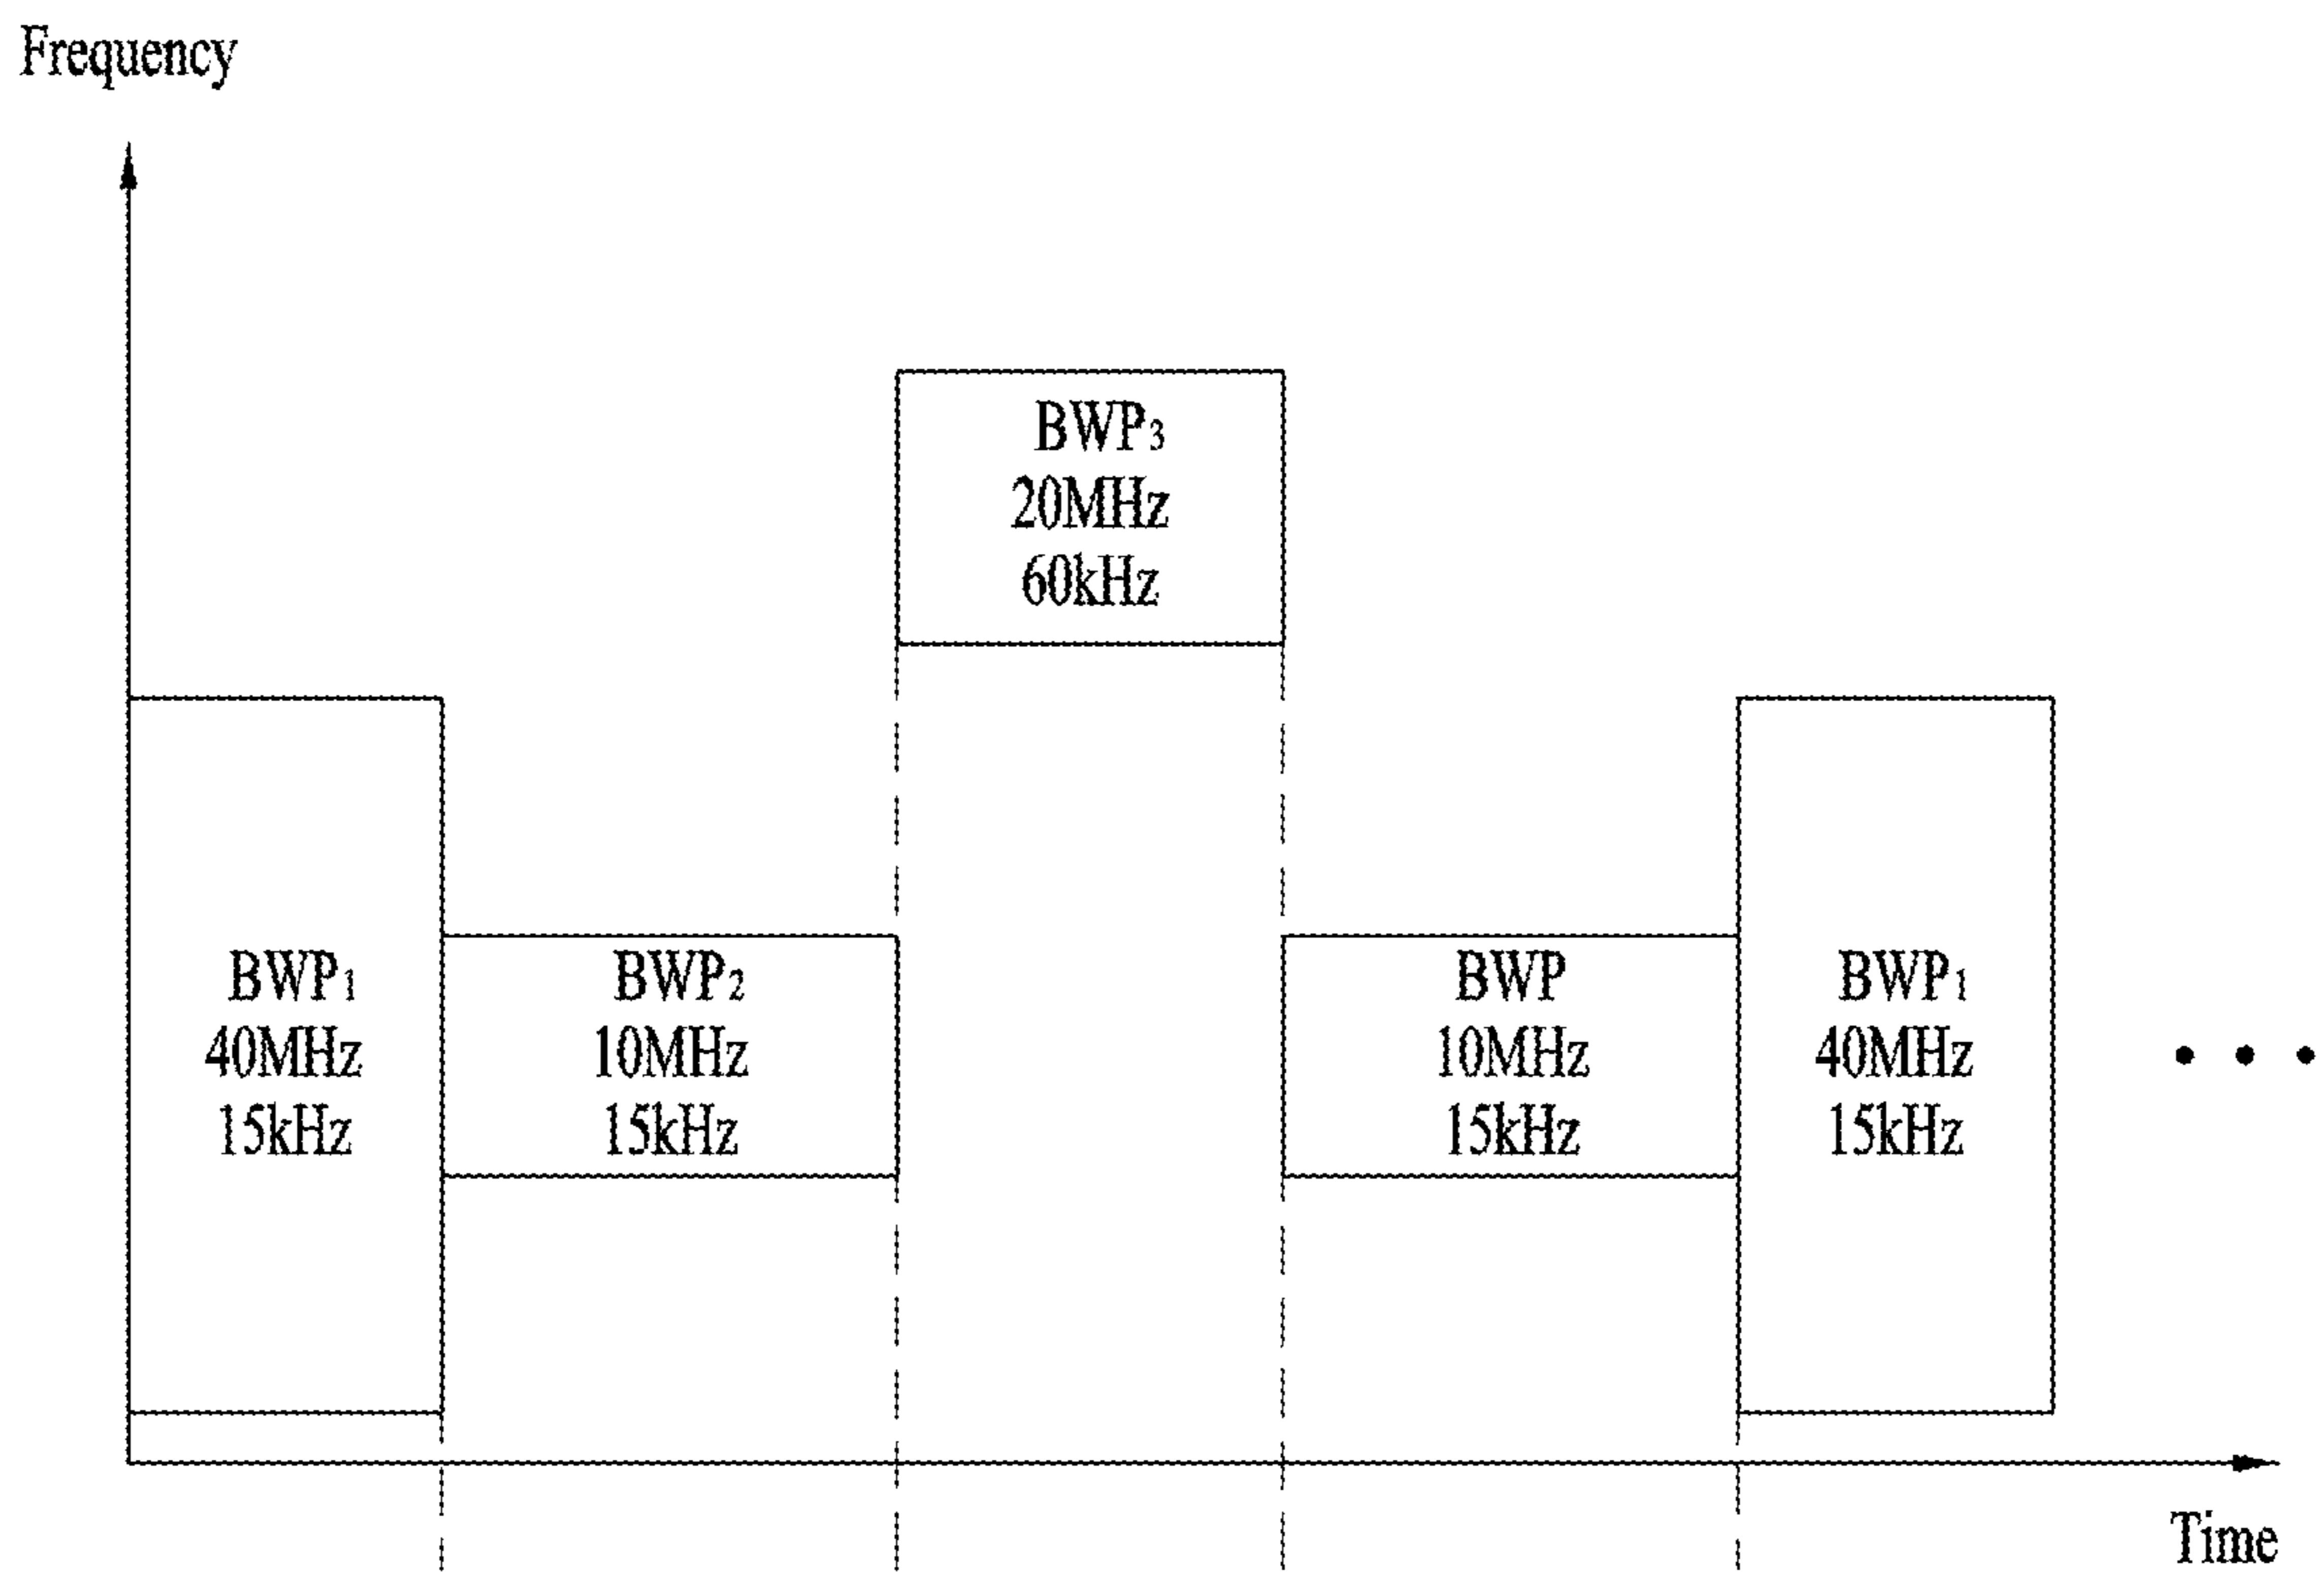 Frequency
BWP₃
20MHz
60kHz
BWP₁
40MHz
15kHz
BWP₂
10MHz
15kHz
BWP
10MHz
15kHz
BWP₁
40MHz
15kHz
• • •
Time